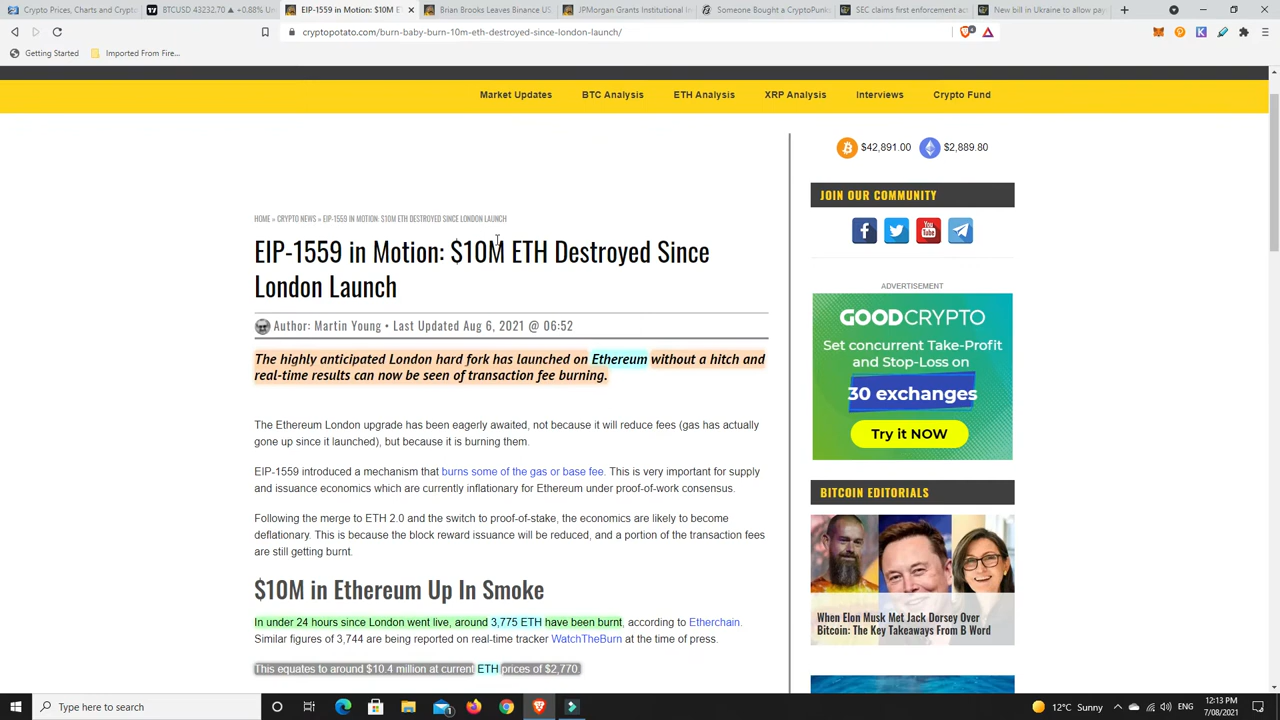 Crypto Prices, Charts and Crypto
BTCUSD 43232.70 ▲ +0.88% Un
EIP-1559 in Motion: $10M E
Brian Brooks Leaves Binance US
JPMorgan Grants Institutional In
Someone Bought a CryptoPunk
SEC claims first enforcement ac
New bill in Ukraine to allow pay
cryptopotato.com/burn-baby-burn-10m-eth-destroyed-since-london-launch/
Getting Started
Imported From Fire...
Market Updates
BTC Analysis
ETH Analysis
XRP Analysis
Interviews
Crypto Fund
HOME » CRYPTO NEWS » EIP-1559 IN MOTION: $10M ETH DESTROYED SINCE LONDON LAUNCH
EIP-1559 in Motion: $10M ETH Destroyed Since
London Launch
Author: Martin Young • Last Updated Aug 6, 2021 @ 06:52
The highly anticipated London hard fork has launched on Ethereum without a hitch and
real-time results can now be seen of transaction fee burning.
The Ethereum London upgrade has been eagerly awaited, not because it will reduce fees (gas has actually
gone up since it launched), but because it is burning them.
EIP-1559 introduced a mechanism that burns some of the gas or base fee. This is very important for supply
and issuance economics which are currently inflationary for Ethereum under proof-of-work consensus.
Following the merge to ETH 2.0 and the switch to proof-of-stake, the economics are likely to become
deflationary. This is because the block reward issuance will be reduced, and a portion of the transaction fees
are still getting burnt.
$10M in Ethereum Up In Smoke
In under 24 hours since London went live, around 3,775 ETH have been burnt, according to Etherchain.
Similar figures of 3,744 are being reported on real-time tracker WatchTheBurn at the time of press.
This equates to around $10.4 million at current ETH prices of $2,770
$42,891.00
$2,889.80
JOIN OUR COMMUNITY
You
Tube
ADVERTISEMENT
GOODCRYPTO
Set concurrent Take-Profit
and Stop-Loss on
30 exchanges
Try it NOW
BITCOIN EDITORIALS
When Elon Musk Met Jack Dorsey Over
Bitcoin: The Key Takeaways From B Word
Type here to search
12°C Sunny
ENG
12:13 PM
7/08/2021